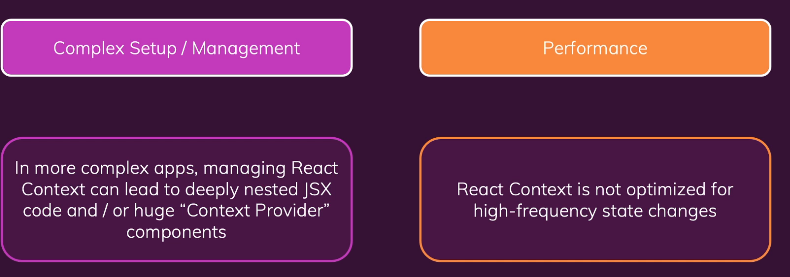 Complex Setup / Management
Performance
In more complex apps, managing React
Context can lead to deeply nested JSX
code and / or huge “Context Provider”
components
React Context is not optimized for
high-frequency state changes